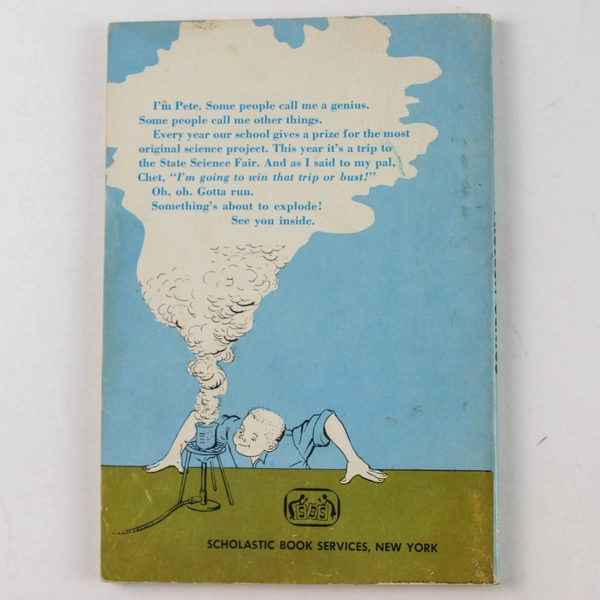 I'm Pete. Some people call me a genius.
Some people call me other things.
Every year our school gives a prize for the most
original science project. This year it's a trip to
the State Science Fair. And as I said to my pal,
Chet, "I'm going to win that trip or bust!"
Oh, oh. Gotta run.
Something's about to explode!
See you inside.
SBS
SCHOLASTIC BOOK SERVICES, NEW YORK